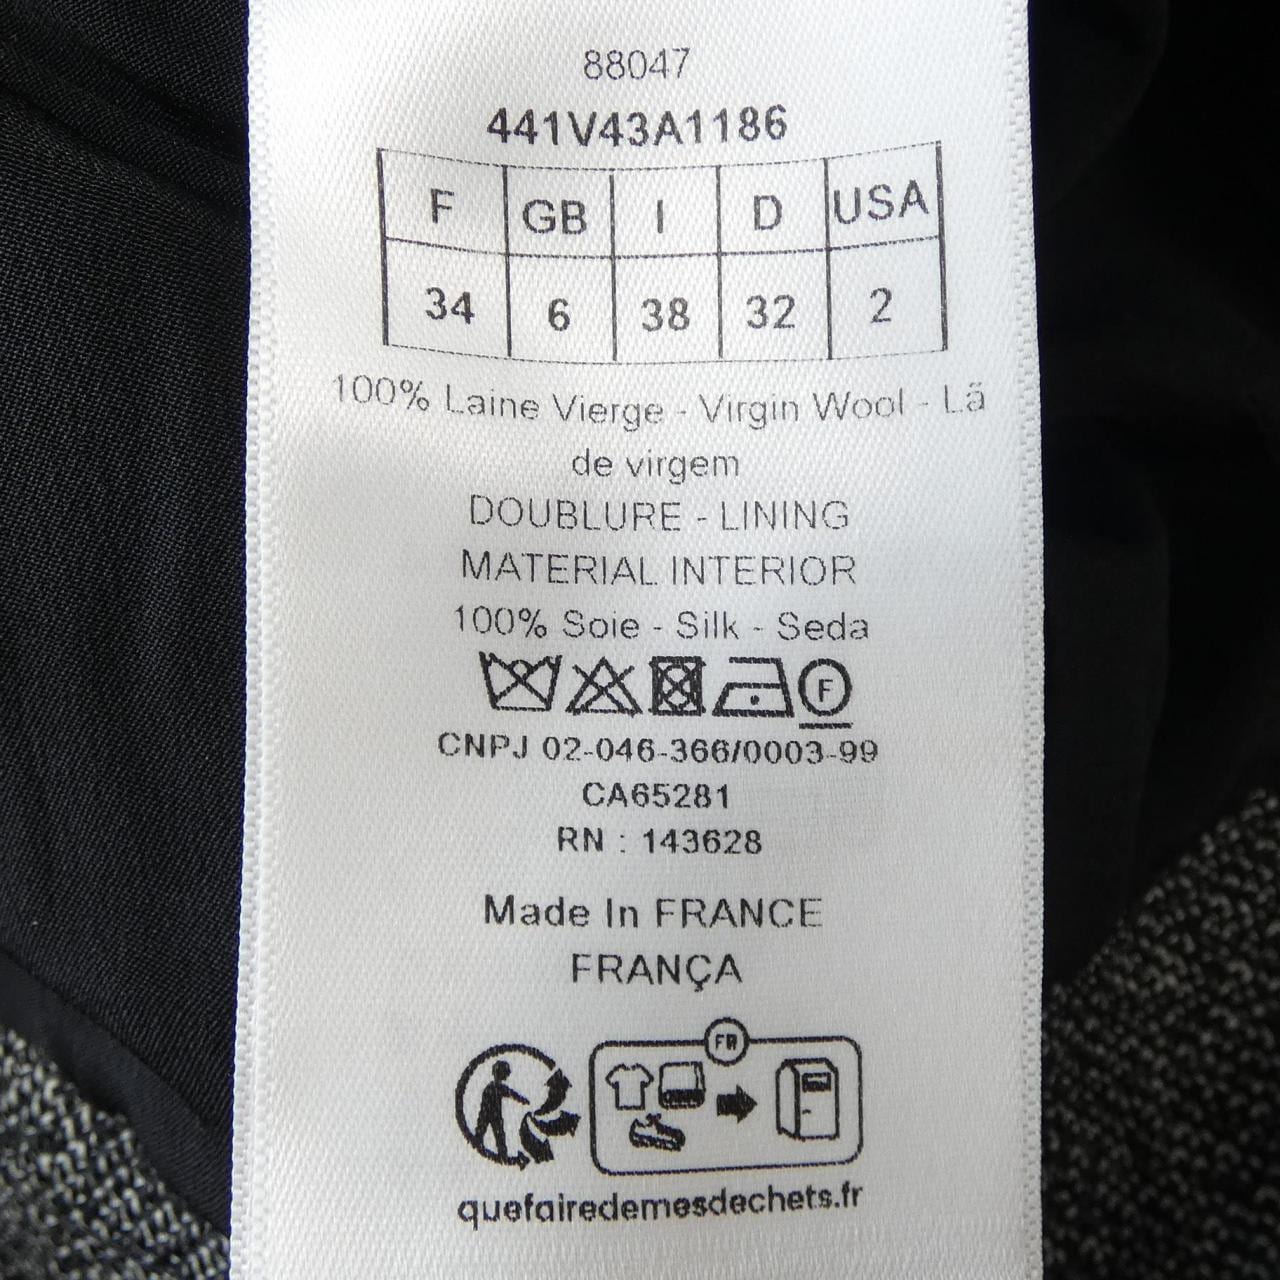 88047
441V43A1186
F GB I D USA
34 6 38 32 2
100% Laine Vierge - Virgin Wool - Lã
de virgem
DOUBLURE - LINING
MATERIAL INTERIOR
100% Soie - Silk - Seda
F
CNPJ 02-046-366/0003-99
CA65281
RN : 143628
Made In FRANCE
FRANÇA
FR
quefairedemesdechets.fr